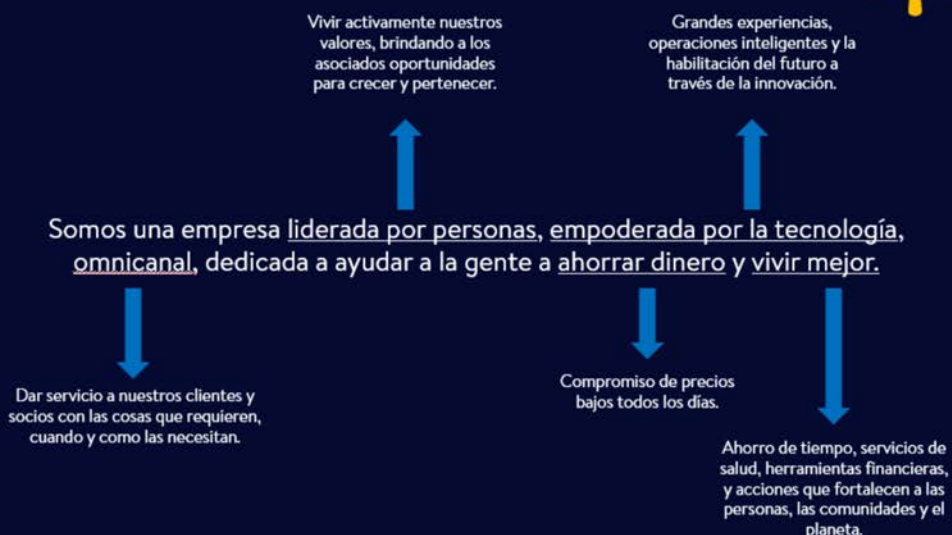 Vivir activamente nuestros
valores, brindando a los
asociados oportunidades
para crecer y pertenecer.
Grandes experiencias,
operaciones inteligentes y la
habilitación del futuro a
través de la innovación.
Somos una empresa liderada por personas, empoderada por la tecnología,
omnicanal, dedicada a ayudar a la gente a ahorrar dinero y vivir mejor.
Dar servicio a nuestros clientes y
socios con las cosas que requieren,
cuando y como las necesitan.
Compromiso de precios
bajos todos los días.
Ahorro de tiempo, servicios de
salud, herramientas financieras,
y acciones que fortalecen a las
personas, las comunidades y el
planeta.